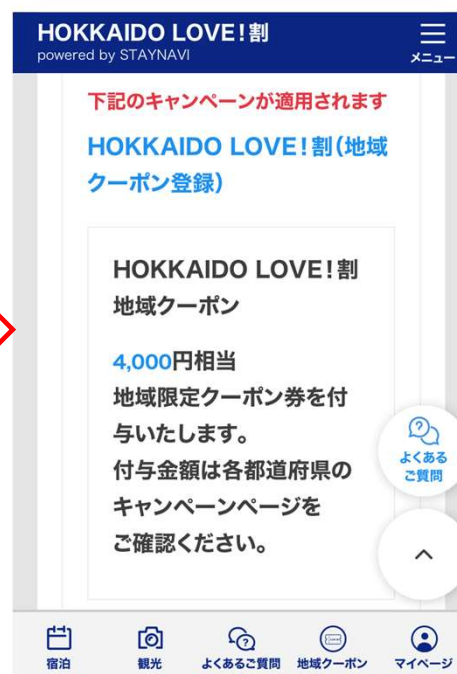 HOKKAIDO LOVE!割
powered by STAYNAVI
メニュー
下記のキャンペーンが適用されます
HOKKAIDO LOVE!割(地域
クーポン登録)
HOKKAIDO LOVE!割
地域クーポン
4,000円相当
地域限定クーポン券を付
与いたします。
付与金額は各都道府県の
キャンペーンページを
ご確認ください。
よくある
ご質問
宿泊
観光
よくあるご質問
地域クーポン
マイページ